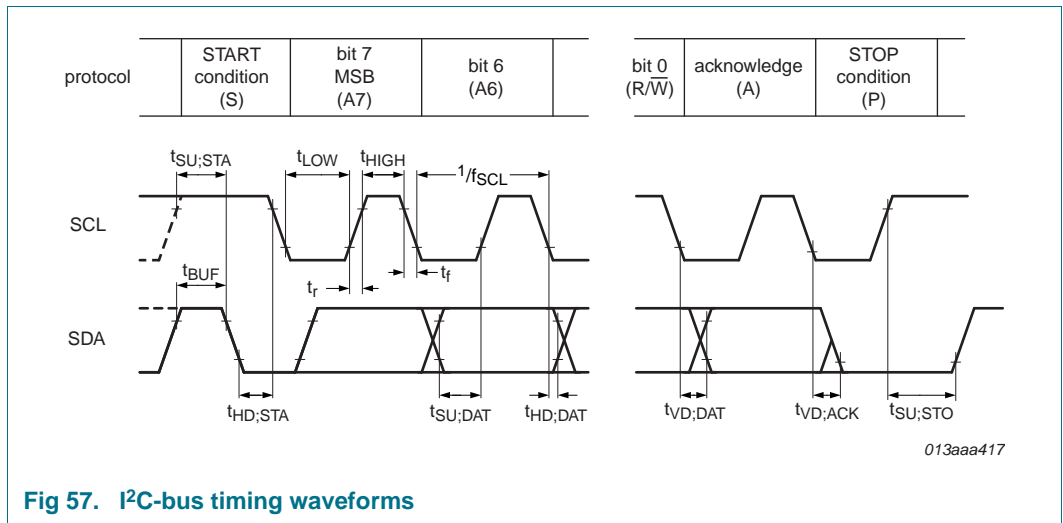 protocol
START
condition
(S)
bit 7
MSB
(A7)
bit 6
(A6)
bit 0
(R/W̅)
acknowledge
(A)
STOP
condition
(P)
tSU;STA
tLOW
tHIGH
1/fSCL
SCL
tBUF
tr
tf
SDA
tHD;STA
tSU;DAT
tHD;DAT
tVD;DAT
tVD;ACK
tSU;STO
013aaa417
Fig 57. I²C-bus timing waveforms